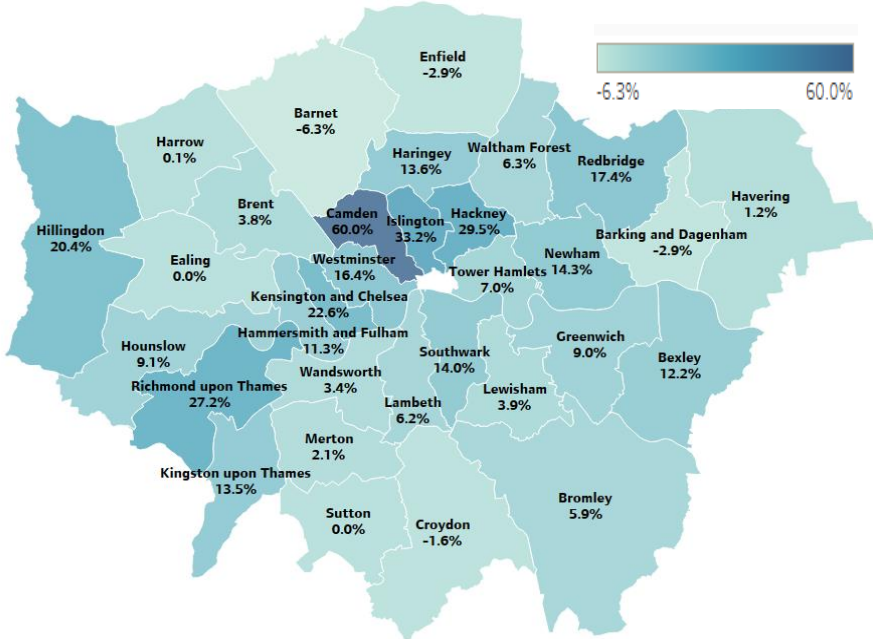 Enfield
-2.9%
-6.3%
60.0%
Barnet
-6.3%
Harrow
0.1%
Haringey
13.6%
Waltham Forest
6.3%
Redbridge
17.4%
Havering
1.2%
Brent
3.8%
Camden
60.0%
Islington
33.2%
Hackney
29.5%
Hillingdon
20.4%
Barking and Dagenham
-2.9%
Ealing
0.0%
Westminster
16.4%
Tower Hamlets
7.0%
Newham
14.3%
Kensington and Chelsea
22.6%
Hounslow
9.1%
Hammersmith and Fulham
11.3%
Southwark
14.0%
Greenwich
9.0%
Bexley
12.2%
Richmond upon Thames
27.2%
Wandsworth
3.4%
Lambeth
6.2%
Lewisham
3.9%
Merton
2.1%
Kingston upon Thames
13.5%
Sutton
0.0%
Croydon
-1.6%
Bromley
5.9%